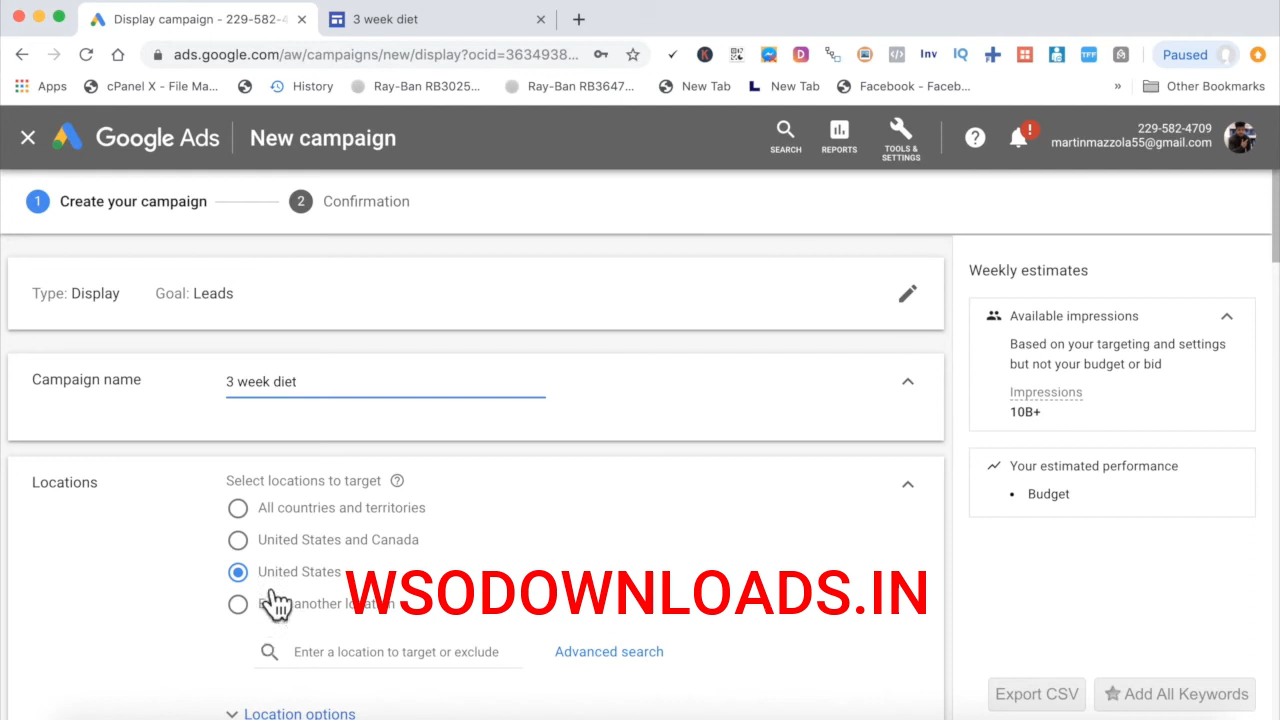 Display campaign - 229-582-4
3 week diet
ads.google.com/aw/campaigns/new/display?ocid=3634938...
Inv
IQ
TFF
Paused
Apps
cPanel X - File Ma...
History
Ray-Ban RB3025...
Ray-Ban RB3647...
New Tab
New Tab
Facebook - Faceb...
»
Other Bookmarks
Google Ads
New campaign
SEARCH
REPORTS
TOOLS &
SETTINGS
229-582-4709
martinmazzola55@gmail.com
1 Create your campaign
2 Confirmation
Type: Display
Goal: Leads
Campaign name
3 week diet
Locations
Select locations to target
All countries and territories
United States and Canada
United States
another
WSODOWNLOADS.IN
Enter a location to target or exclude
Advanced search
Location options
Weekly estimates
Available impressions
Based on your targeting and settings
but not your budget or bid
Impressions
10B+
Your estimated performance
• Budget
Export CSV
Add All Keywords